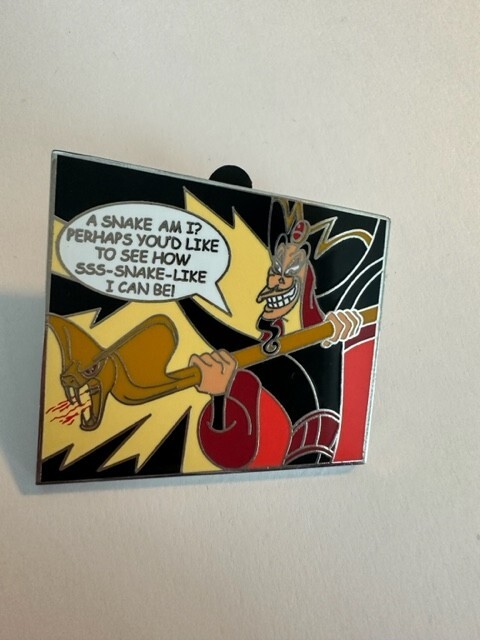 A SNAKE AM I?
PERHAPS YOU'D LIKE
TO SEE HOW
SSS-SNAKE-LIKE
I CAN BE!